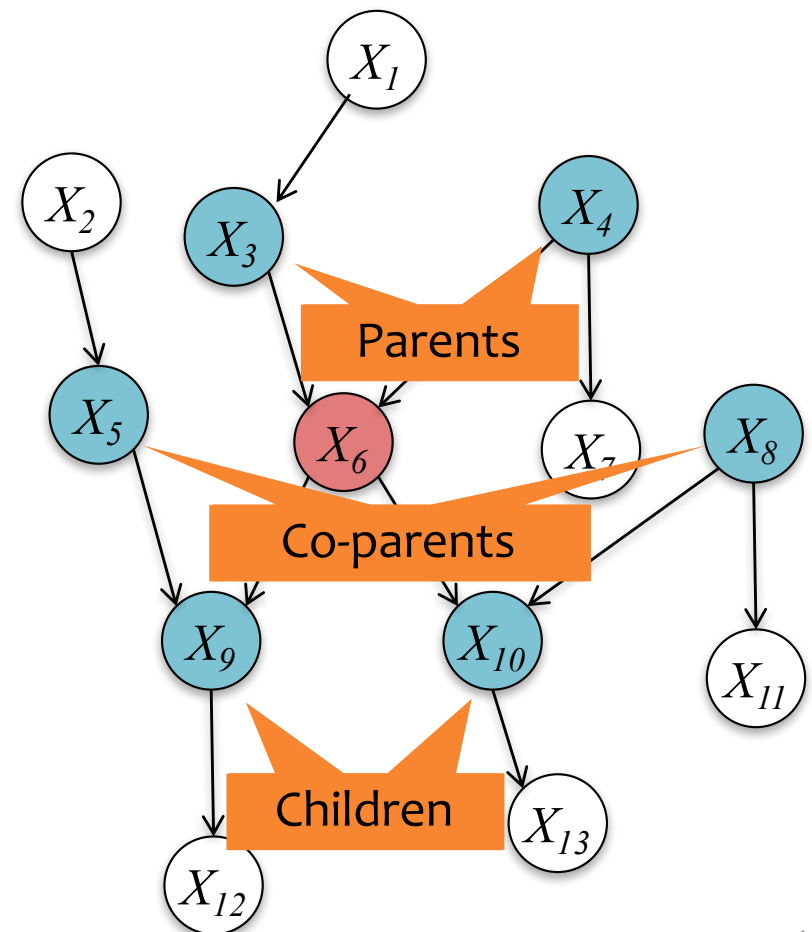 X1
X2
X3
X4
Parents
X5
X6
X7
X8
Co-parents
X9
X10
X11
Children
X12
X13